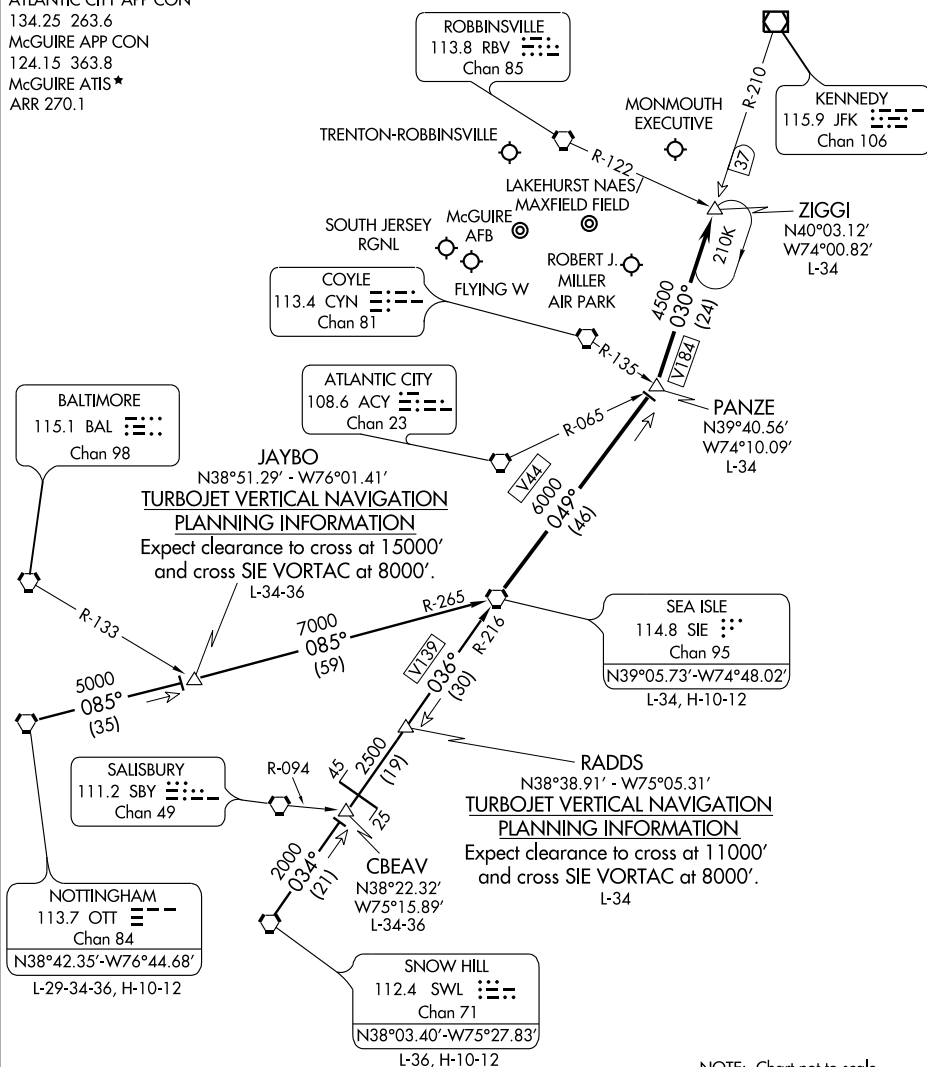 ATLANTIC CITY APP CON
134.25 263.6
McGUIRE APP CON
124.15 363.8
McGUIRE ATIS★
ARR 270.1
ROBBINSVILLE
113.8 RBV
Chan 85
R-210
KENNEDY
115.9 JFK
Chan 106
MONMOUTH
EXECUTIVE
TRENTON-ROBBINSVILLE
R-122
37
LAKEHURST NAES/
MAXFIELD FIELD
ZIGGI
N40°03.12′
W74°00.82′
L-34
210K
SOUTH JERSEY
RGNL
McGUIRE
AFB
FLYING W
ROBERT J.
MILLER
AIR PARK
COYLE
113.4 CYN
Chan 81
4500
030°
(24)
V184
R-135
ATLANTIC CITY
108.6 ACY
Chan 23
R-065
PANZE
N39°40.56′
W74°10.09′
L-34
BALTIMORE
115.1 BAL
Chan 98
JAYBO
N38°51.29′ - W76°01.41′
TURBOJET VERTICAL NAVIGATION
PLANNING INFORMATION
Expect clearance to cross at 15000′
and cross SIE VORTAC at 8000′.
L-34-36
V44
6000
049°
(46)
R-133
7000
085°
(59)
R-265
R-216
SEA ISLE
114.8 SIE
Chan 95
N39°05.73′-W74°48.02′
L-34, H-10-12
5000
085°
(35)
V139
036°
(30)
SALISBURY
111.2 SBY
Chan 49
R-094
45
25
2500
(19)
RADDS
N38°38.91′ - W75°05.31′
TURBOJET VERTICAL NAVIGATION
PLANNING INFORMATION
Expect clearance to cross at 11000′
and cross SIE VORTAC at 8000′.
L-34
CBEAV
N38°22.32′
W75°15.89′
L-34-36
2000
034°
(21)
NOTTINGHAM
113.7 OTT
Chan 84
N38°42.35′-W76°44.68′
L-29-34-36, H-10-12
SNOW HILL
112.4 SWL
Chan 71
N38°03.40′-W75°27.83′
L-36, H-10-12
NOTE: Chart not to scale